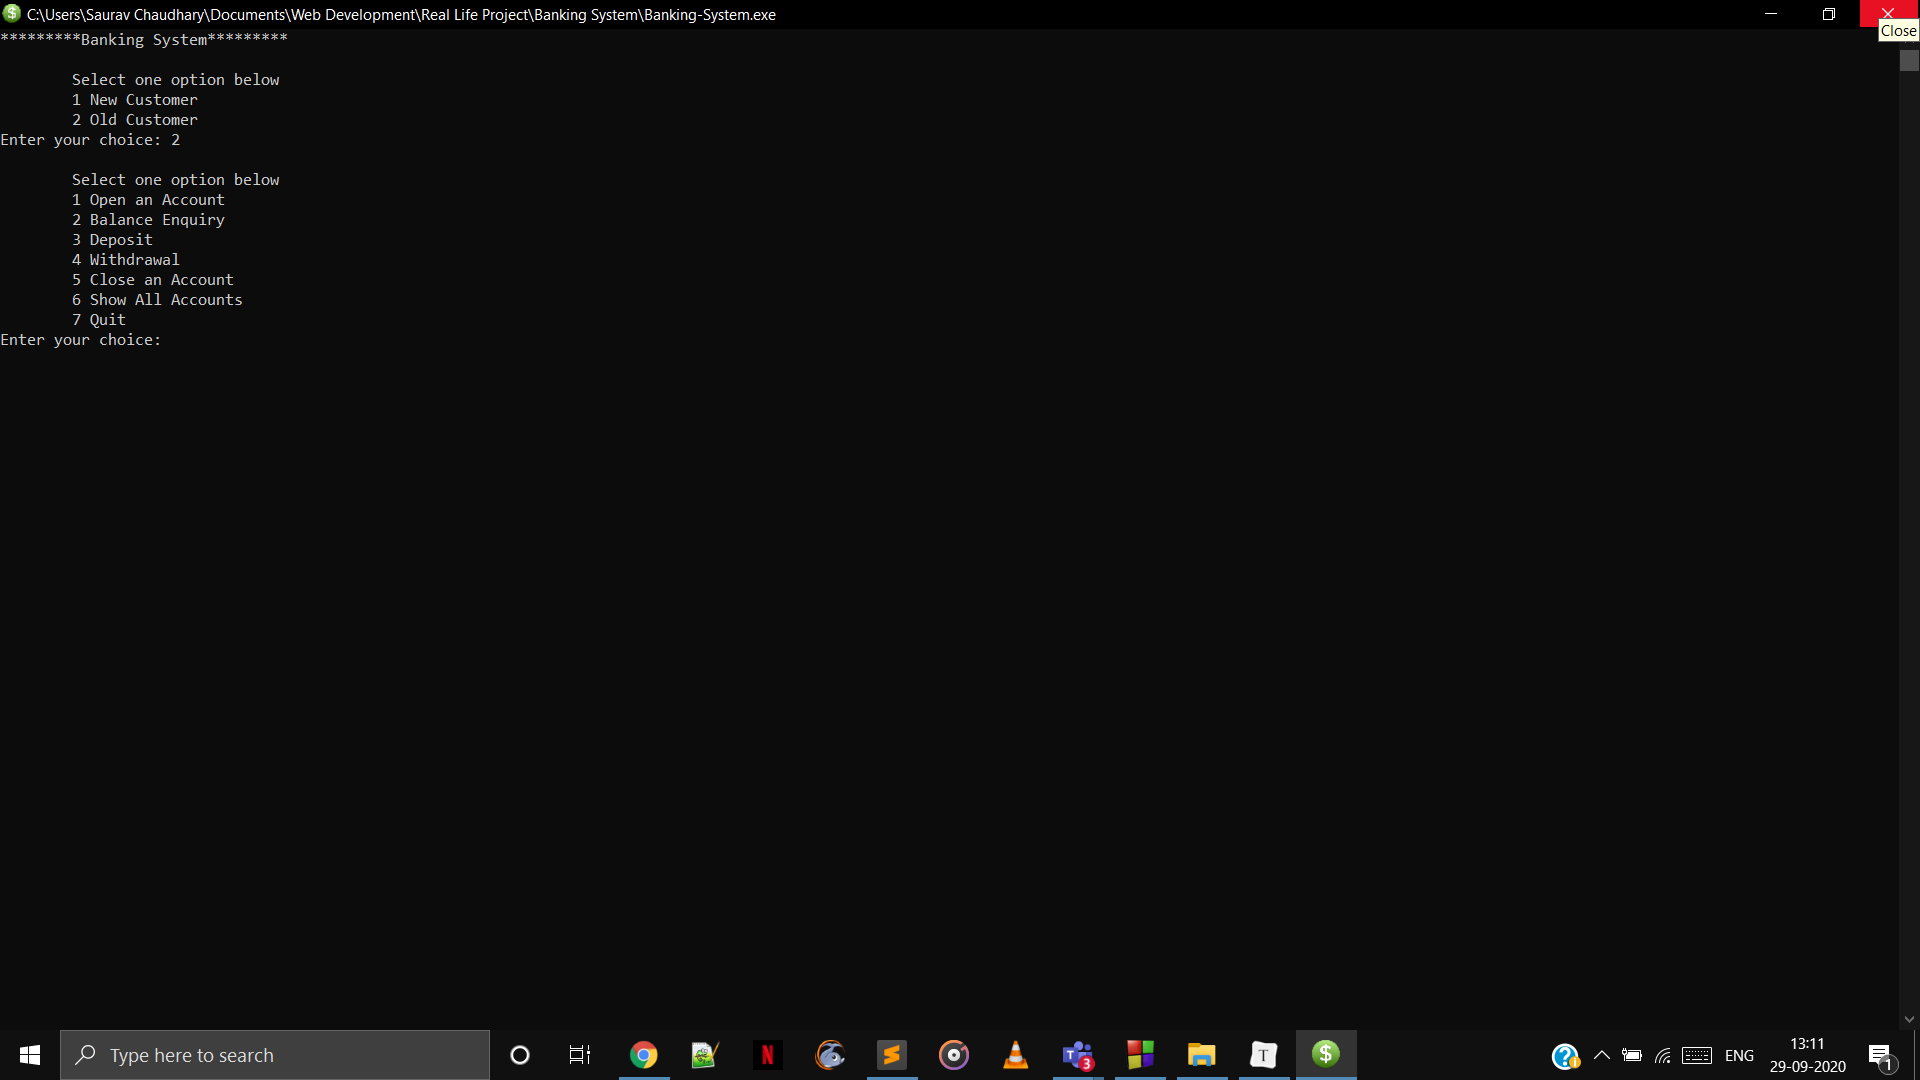 C:\Users\Saurav Chaudhary\Documents\Web Development\Real Life Project\Banking System\Banking-System.exe
Close
*********Banking System*********
Select one option below
1 New Customer
2 Old Customer
Enter your choice: 2
Select one option below
1 Open an Account
2 Balance Enquiry
3 Deposit
4 Withdrawal
5 Close an Account
6 Show All Accounts
7 Quit
Enter your choice:
Type here to search
N
S
T
3
T
$
?
ENG
13:11
29-09-2020
1